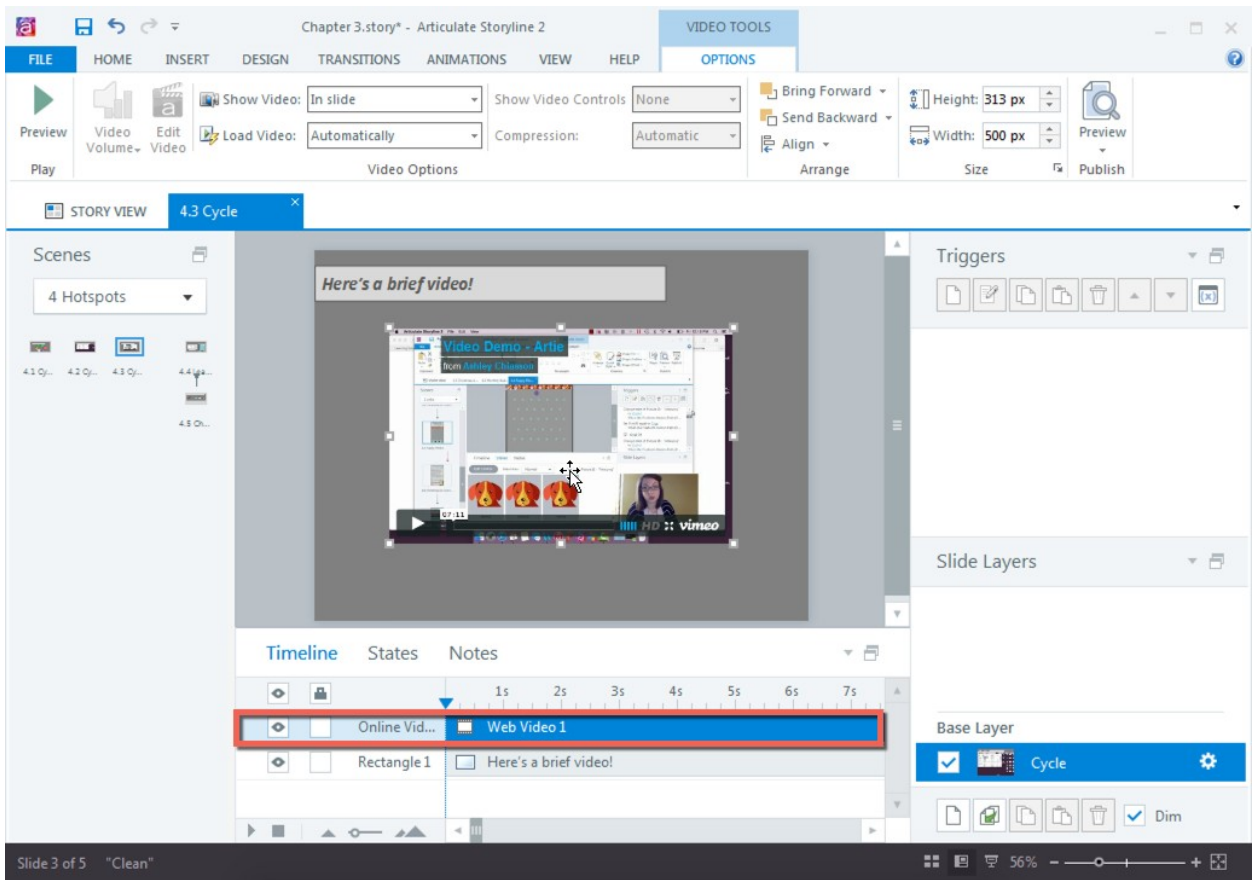 Chapter 3.story* - Articulate Storyline 2
VIDEO TOOLS
FILE HOME INSERT DESIGN TRANSITIONS ANIMATIONS VIEW HELP OPTIONS
Preview
Play
Video Volume
Edit Video
Show Video: In slide
Load Video: Automatically
Show Video Controls None
Compression: Automatic
Video Options
Bring Forward
Send Backward
Align
Arrange
Height: 313 px
Width: 500 px
Size
Preview
Publish
STORY VIEW
4.3 Cycle
Scenes
4 Hotspots
4.1 Cy...
4.2 Cy...
4.3 Cy...
4.5 Ch...
Here's a brief video!
Video Demo - Artie
from Ashley Chiasson
07:11
HD vimeo
Triggers
Slide Layers
Base Layer
Cycle
Dim
Timeline States Notes
1s 2s 3s 4s 5s 6s 7s
Online Vid... Web Video 1
Rectangle 1 Here's a brief video!
Slide 3 of 5 "Clean"
56%